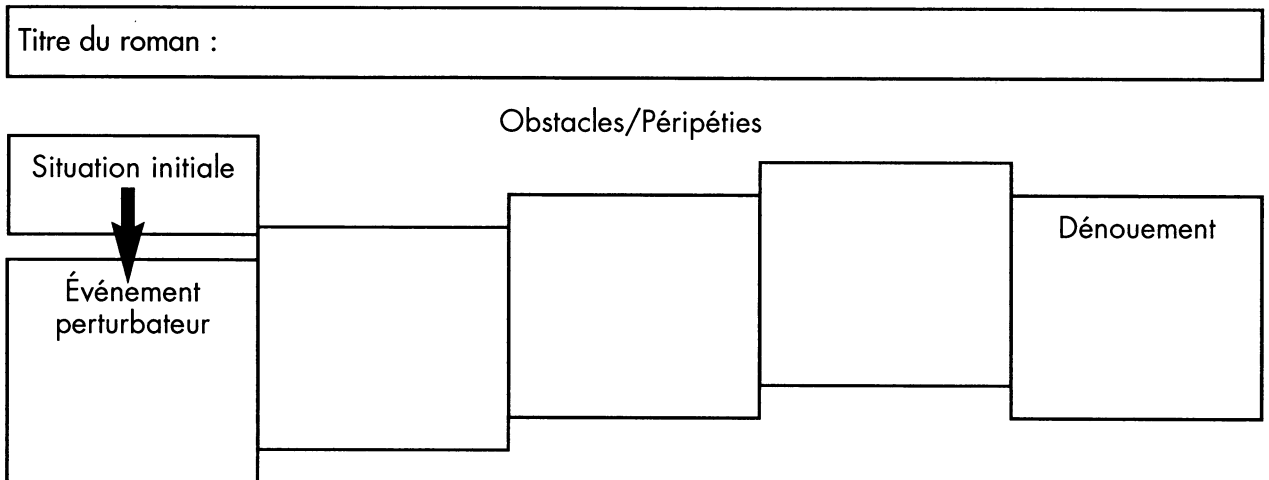 Titre du roman :
Obstacles/Péripéties
Situation initiale
Événement
perturbateur
Dénouement